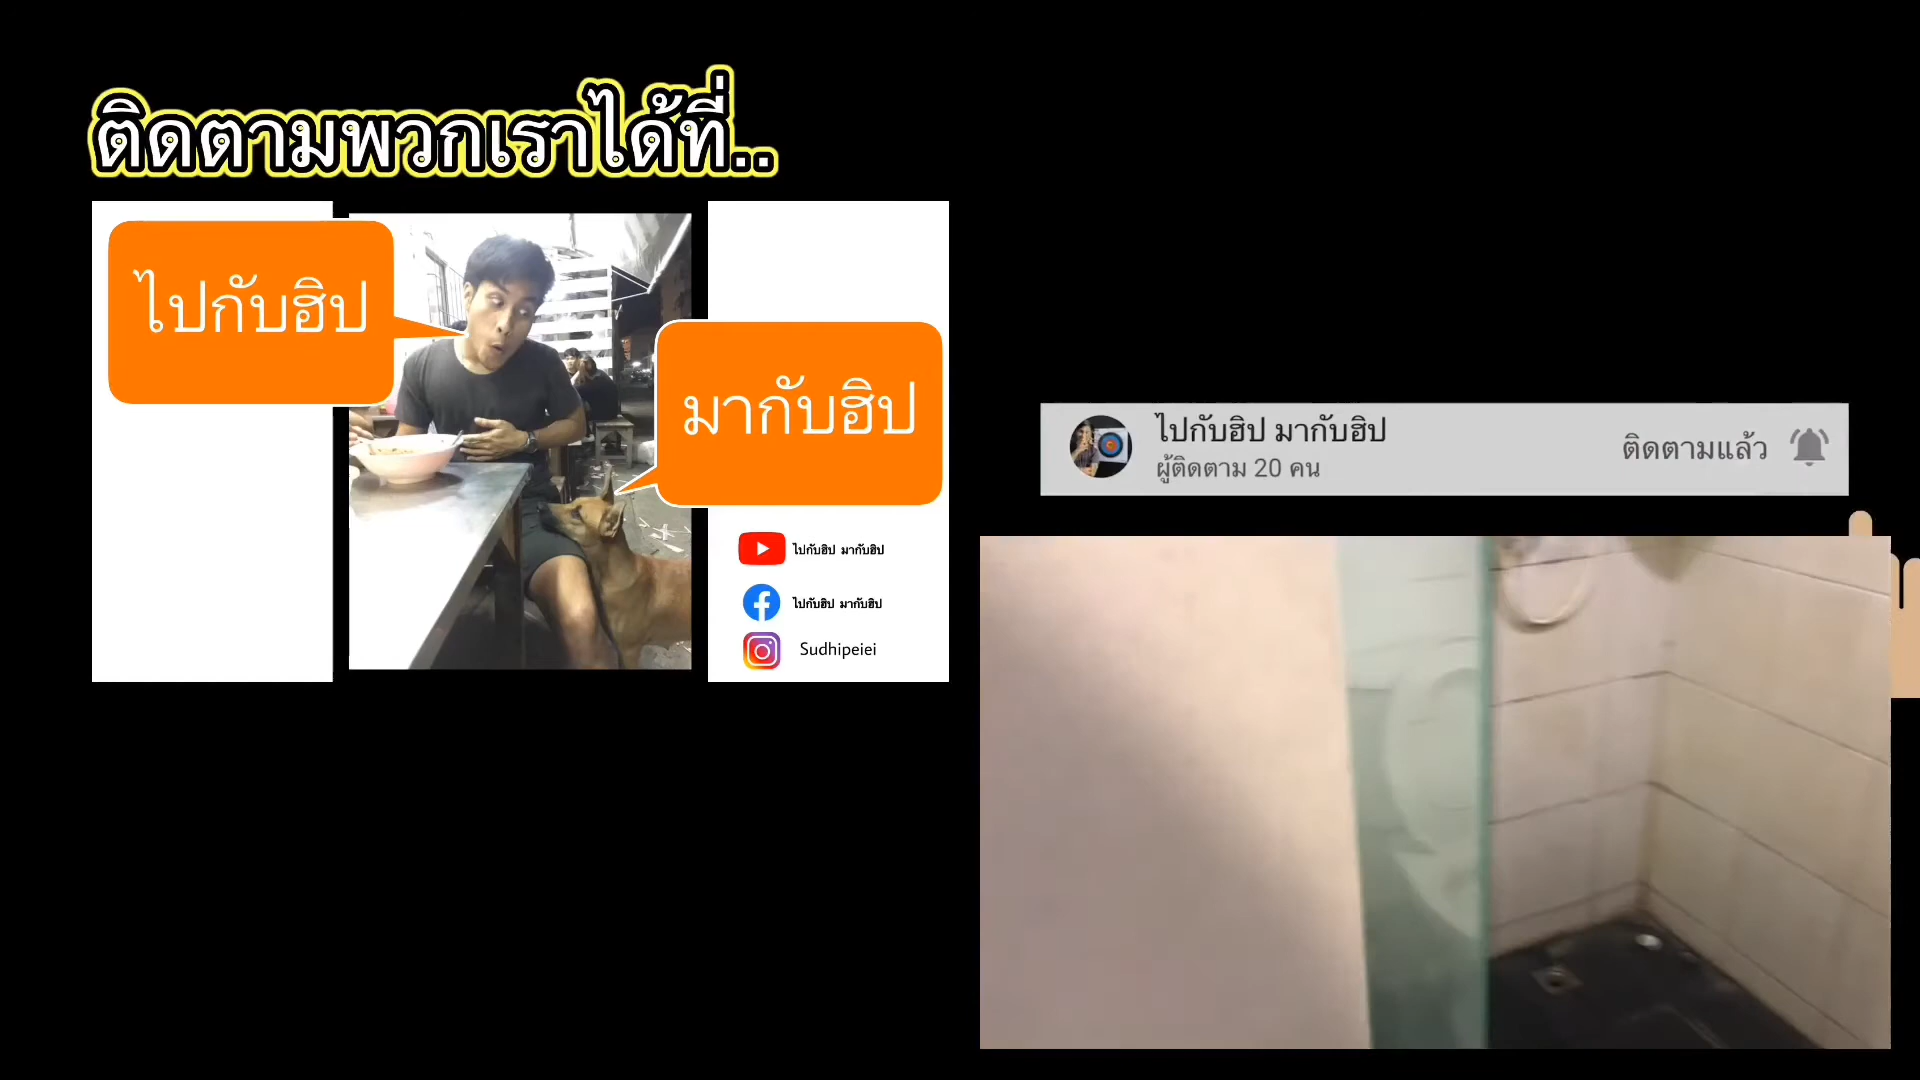 ติดตามพวกเราได้ที่..
ไปกับฮิป
มากับฮิป
ไปกับฮิป มากับฮิป
ไปกับฮิป มากับฮิป
Sudhipeiei
ไปกับฮิป มากับฮิป
ผู้ติดตาม 20 คน
ติดตามแล้ว